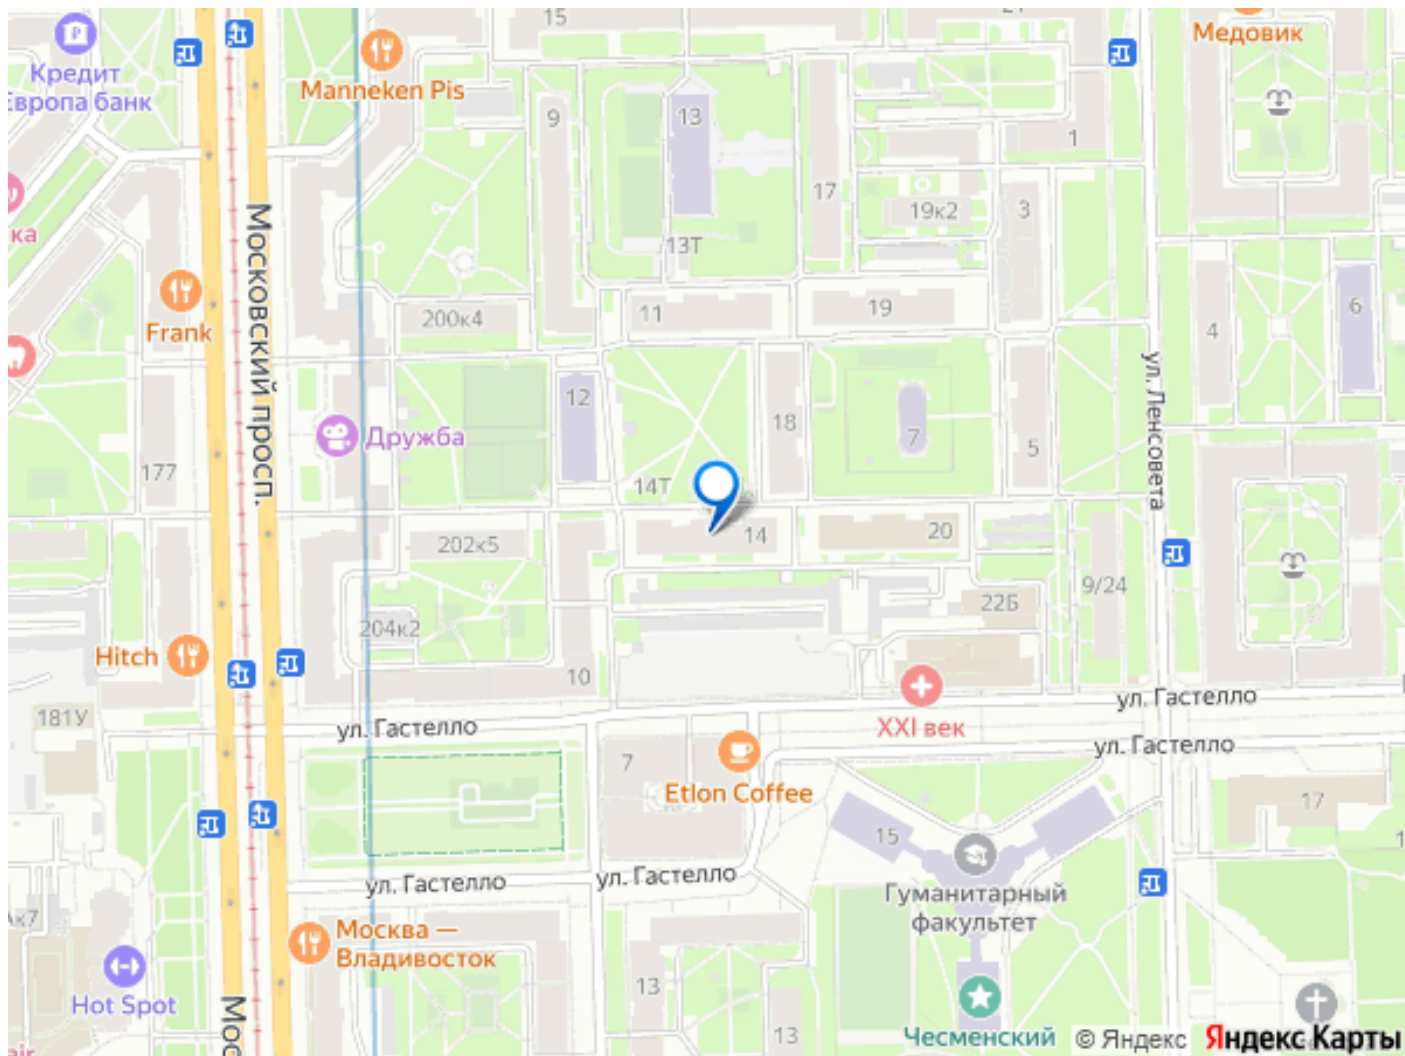 15
Медовик
Кредит
Европа банк
Manneken Pis
9
13
1
17
19к2
3
13Т
ка
Московский просп.
Frank
200к4
11
19
4
6
ул. Ленсовета
12
18
7
5
Дружба
177
14Т
14
20
202к5
9/24
22Б
204к2
Hitch
10
181У
ул. Гастелло
XXI век
ул. Гастелло
ул. Гастелло
7
Etlon Coffee
15
17
Гуманитарный
факультет
ул. Гастелло
ул. Гастелло
Москва —
Владивосток
Hot Spot
13
13
Чесменский
© Яндекс
Яндекс Карты